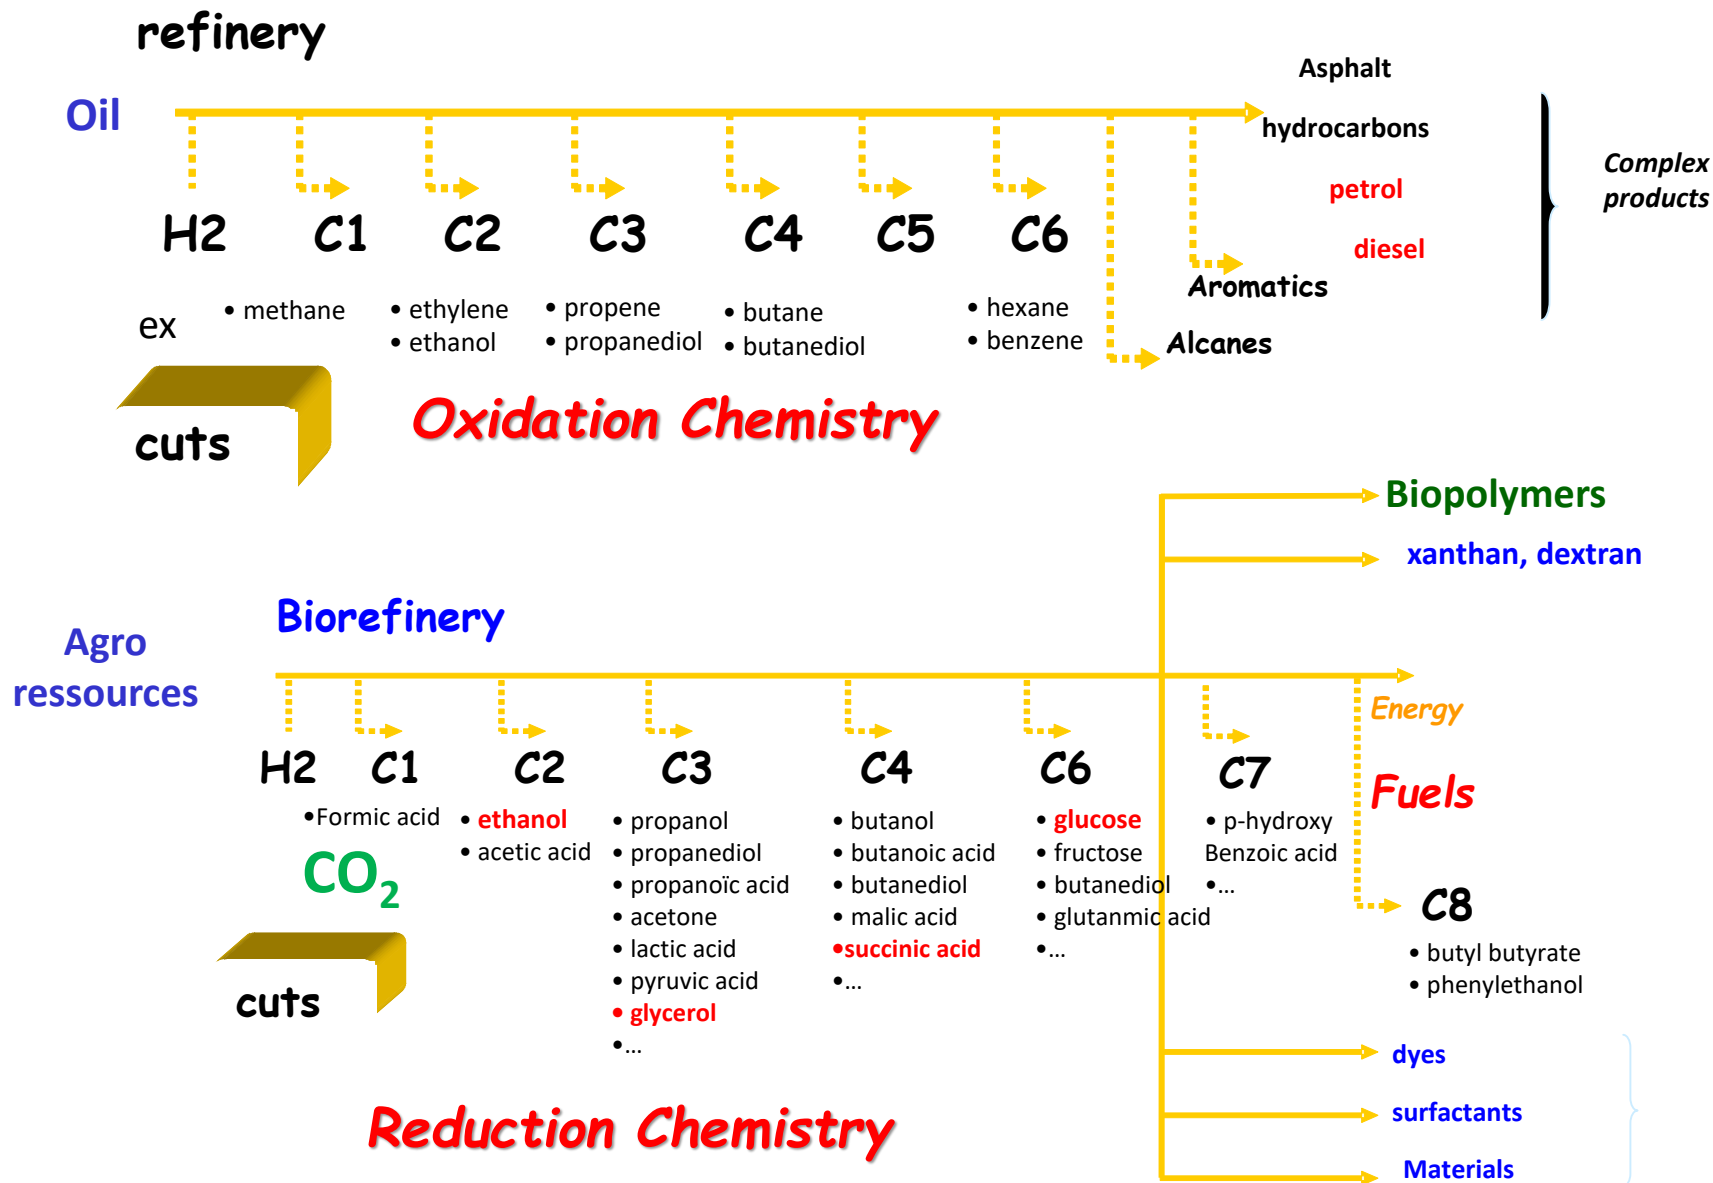 refinery
Oil
Asphalt
hydrocarbons
petrol
diesel
Complex
products
H2
C1
C2
C3
C4
C5
C6
Aromatics
Alcanes
ex
• methane
• ethylene
• ethanol
• propene
• propanediol
• butane
• butanediol
• hexane
• benzene
cuts
Oxidation Chemistry
Biopolymers
xanthan, dextran
Biorefinery
Agro
ressources
Energy
Fuels
H2
C1
C2
C3
C4
C6
C7
•Formic acid
CO₂
• ethanol
• acetic acid
• propanol
• propanediol
• propanoïc acid
• acetone
• lactic acid
• pyruvic acid
• glycerol
•...
• butanol
• butanoic acid
• butanediol
• malic acid
•succinic acid
•...
• glucose
• fructose
• butanediol
• glutanmic acid
•...
• p-hydroxy
Benzoic acid
•...
C8
• butyl butyrate
• phenylethanol
cuts
dyes
surfactants
Materials
Reduction Chemistry